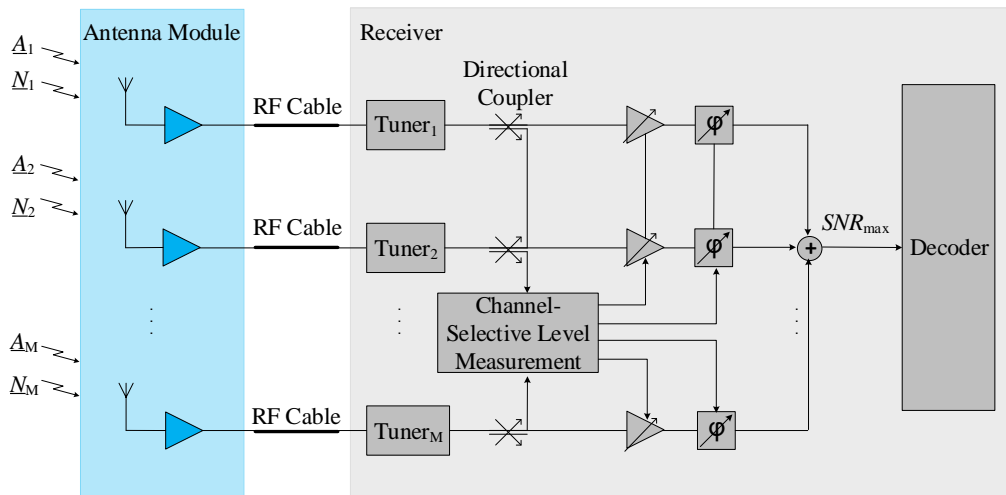 Antenna Module
Receiver
A1
N1
RF Cable
Tuner1
Directional
Coupler
φ
A2
N2
RF Cable
Tuner2
φ
+
SNRmax
Decoder
Channel-
Selective Level
Measurement
AM
NM
RF Cable
TunerM
φ